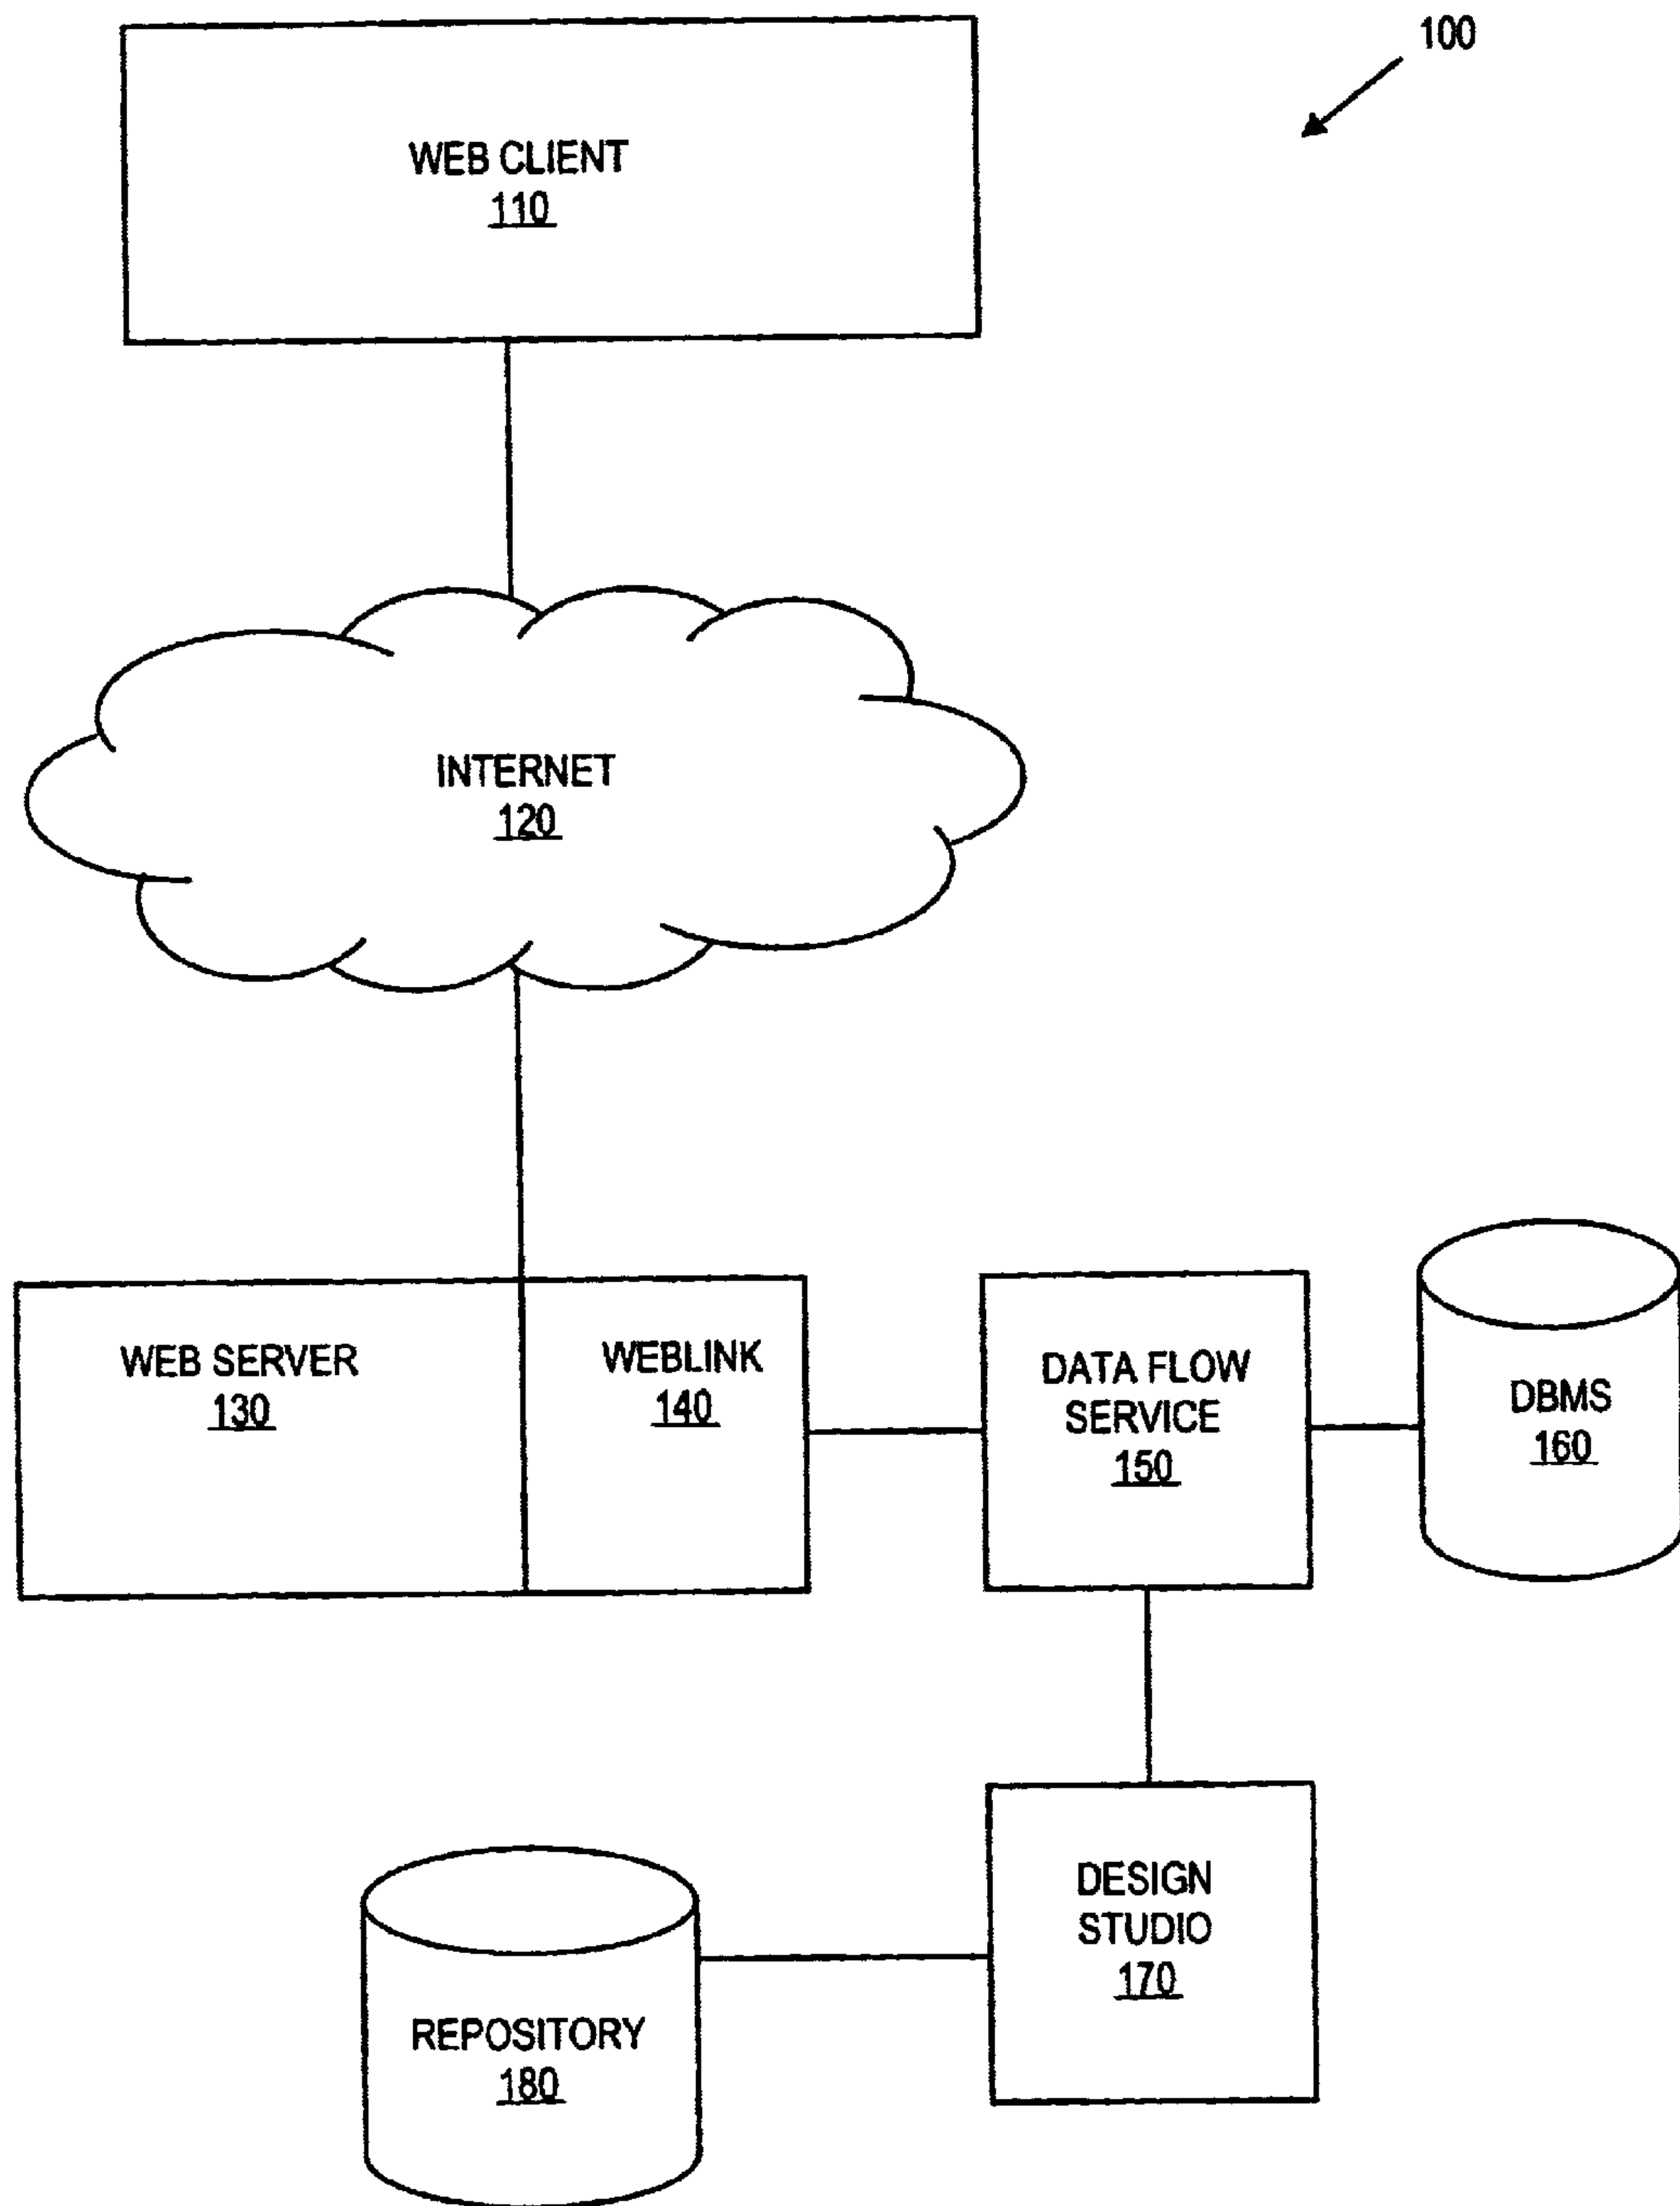 100
WEB CLIENT
110
INTERNET
120
WEB SERVER
130
WEBLINK
140
DATA FLOW
SERVICE
150
DBMS
160
DESIGN
STUDIO
170
REPOSITORY
180